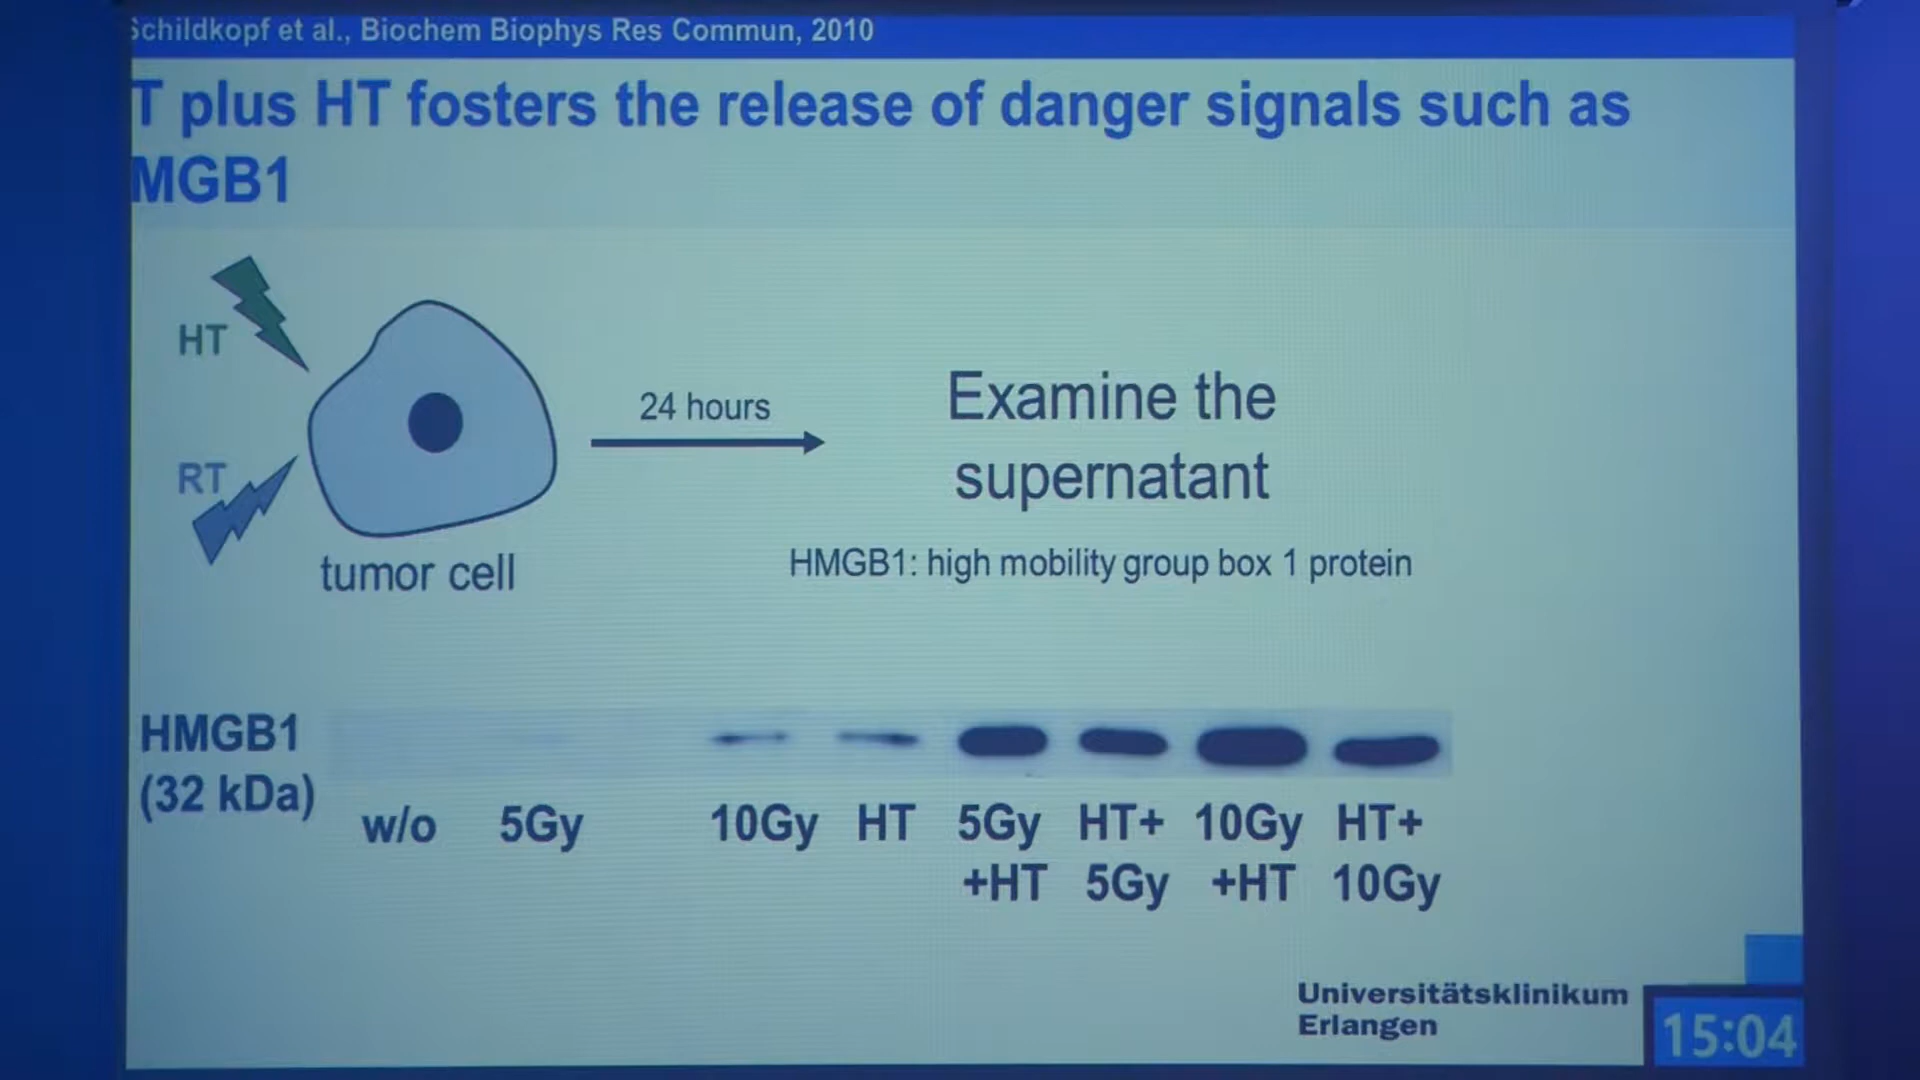 Schildkopf et al., Biochem Biophys Res Commun, 2010
T plus HT fosters the release of danger signals such as
MGB1
HT
RT
tumor cell
24 hours
Examine the
supernatant
HMGB1: high mobility group box 1 protein
HMGB1
(32 kDa)
w/o 5Gy 10Gy HT 5Gy HT+ 10Gy HT+
+HT 5Gy +HT 10Gy
Universitätsklinikum
Erlangen
15:04